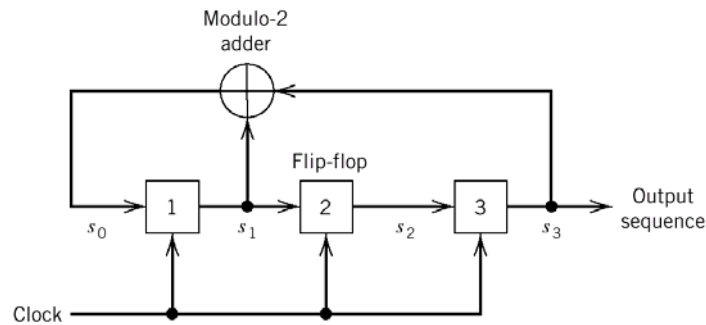 Modulo-2
adder
Flip-flop
1
2
3
s0
s1
s2
s3
Output
sequence
Clock